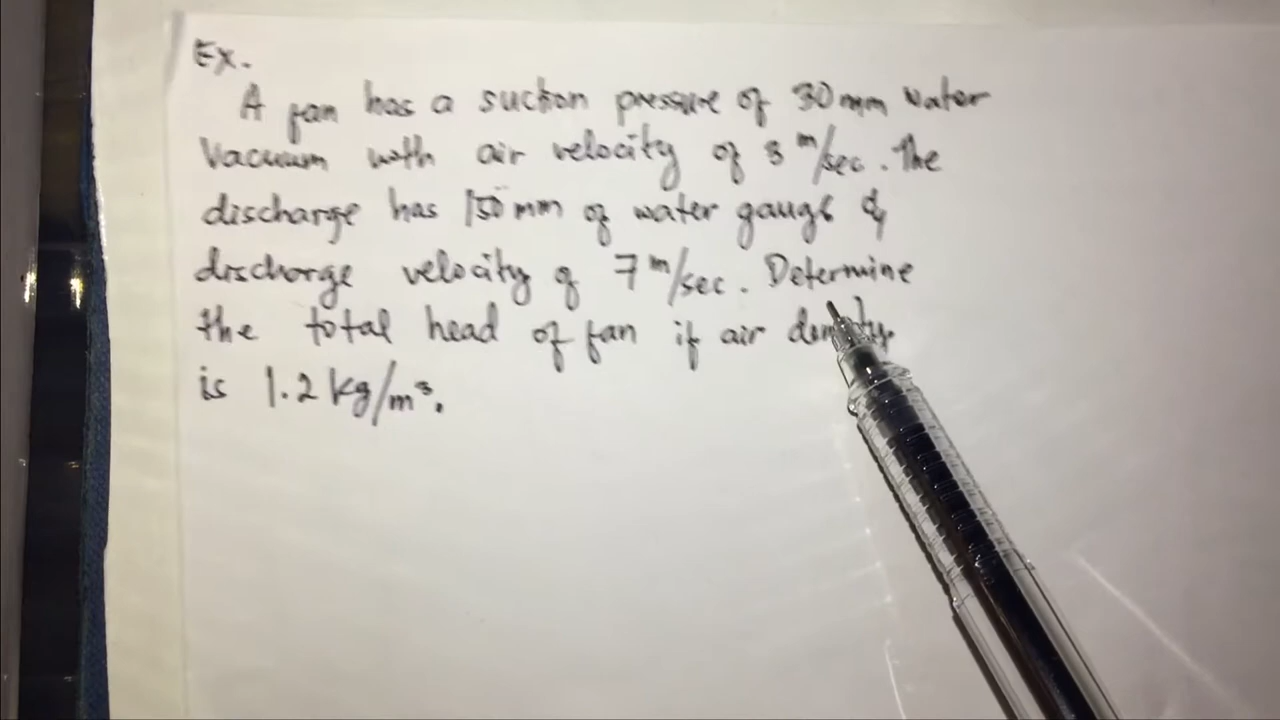 Ex.
A fan has a suction pressure of 30 mm water
Vacuum with air velocity of 3 m/sec. The
discharge has 150 mm of water gauge &
discharge velocity of 7 m/sec. Determine
the total head of fan if air density
is 1.2 kg/m³.